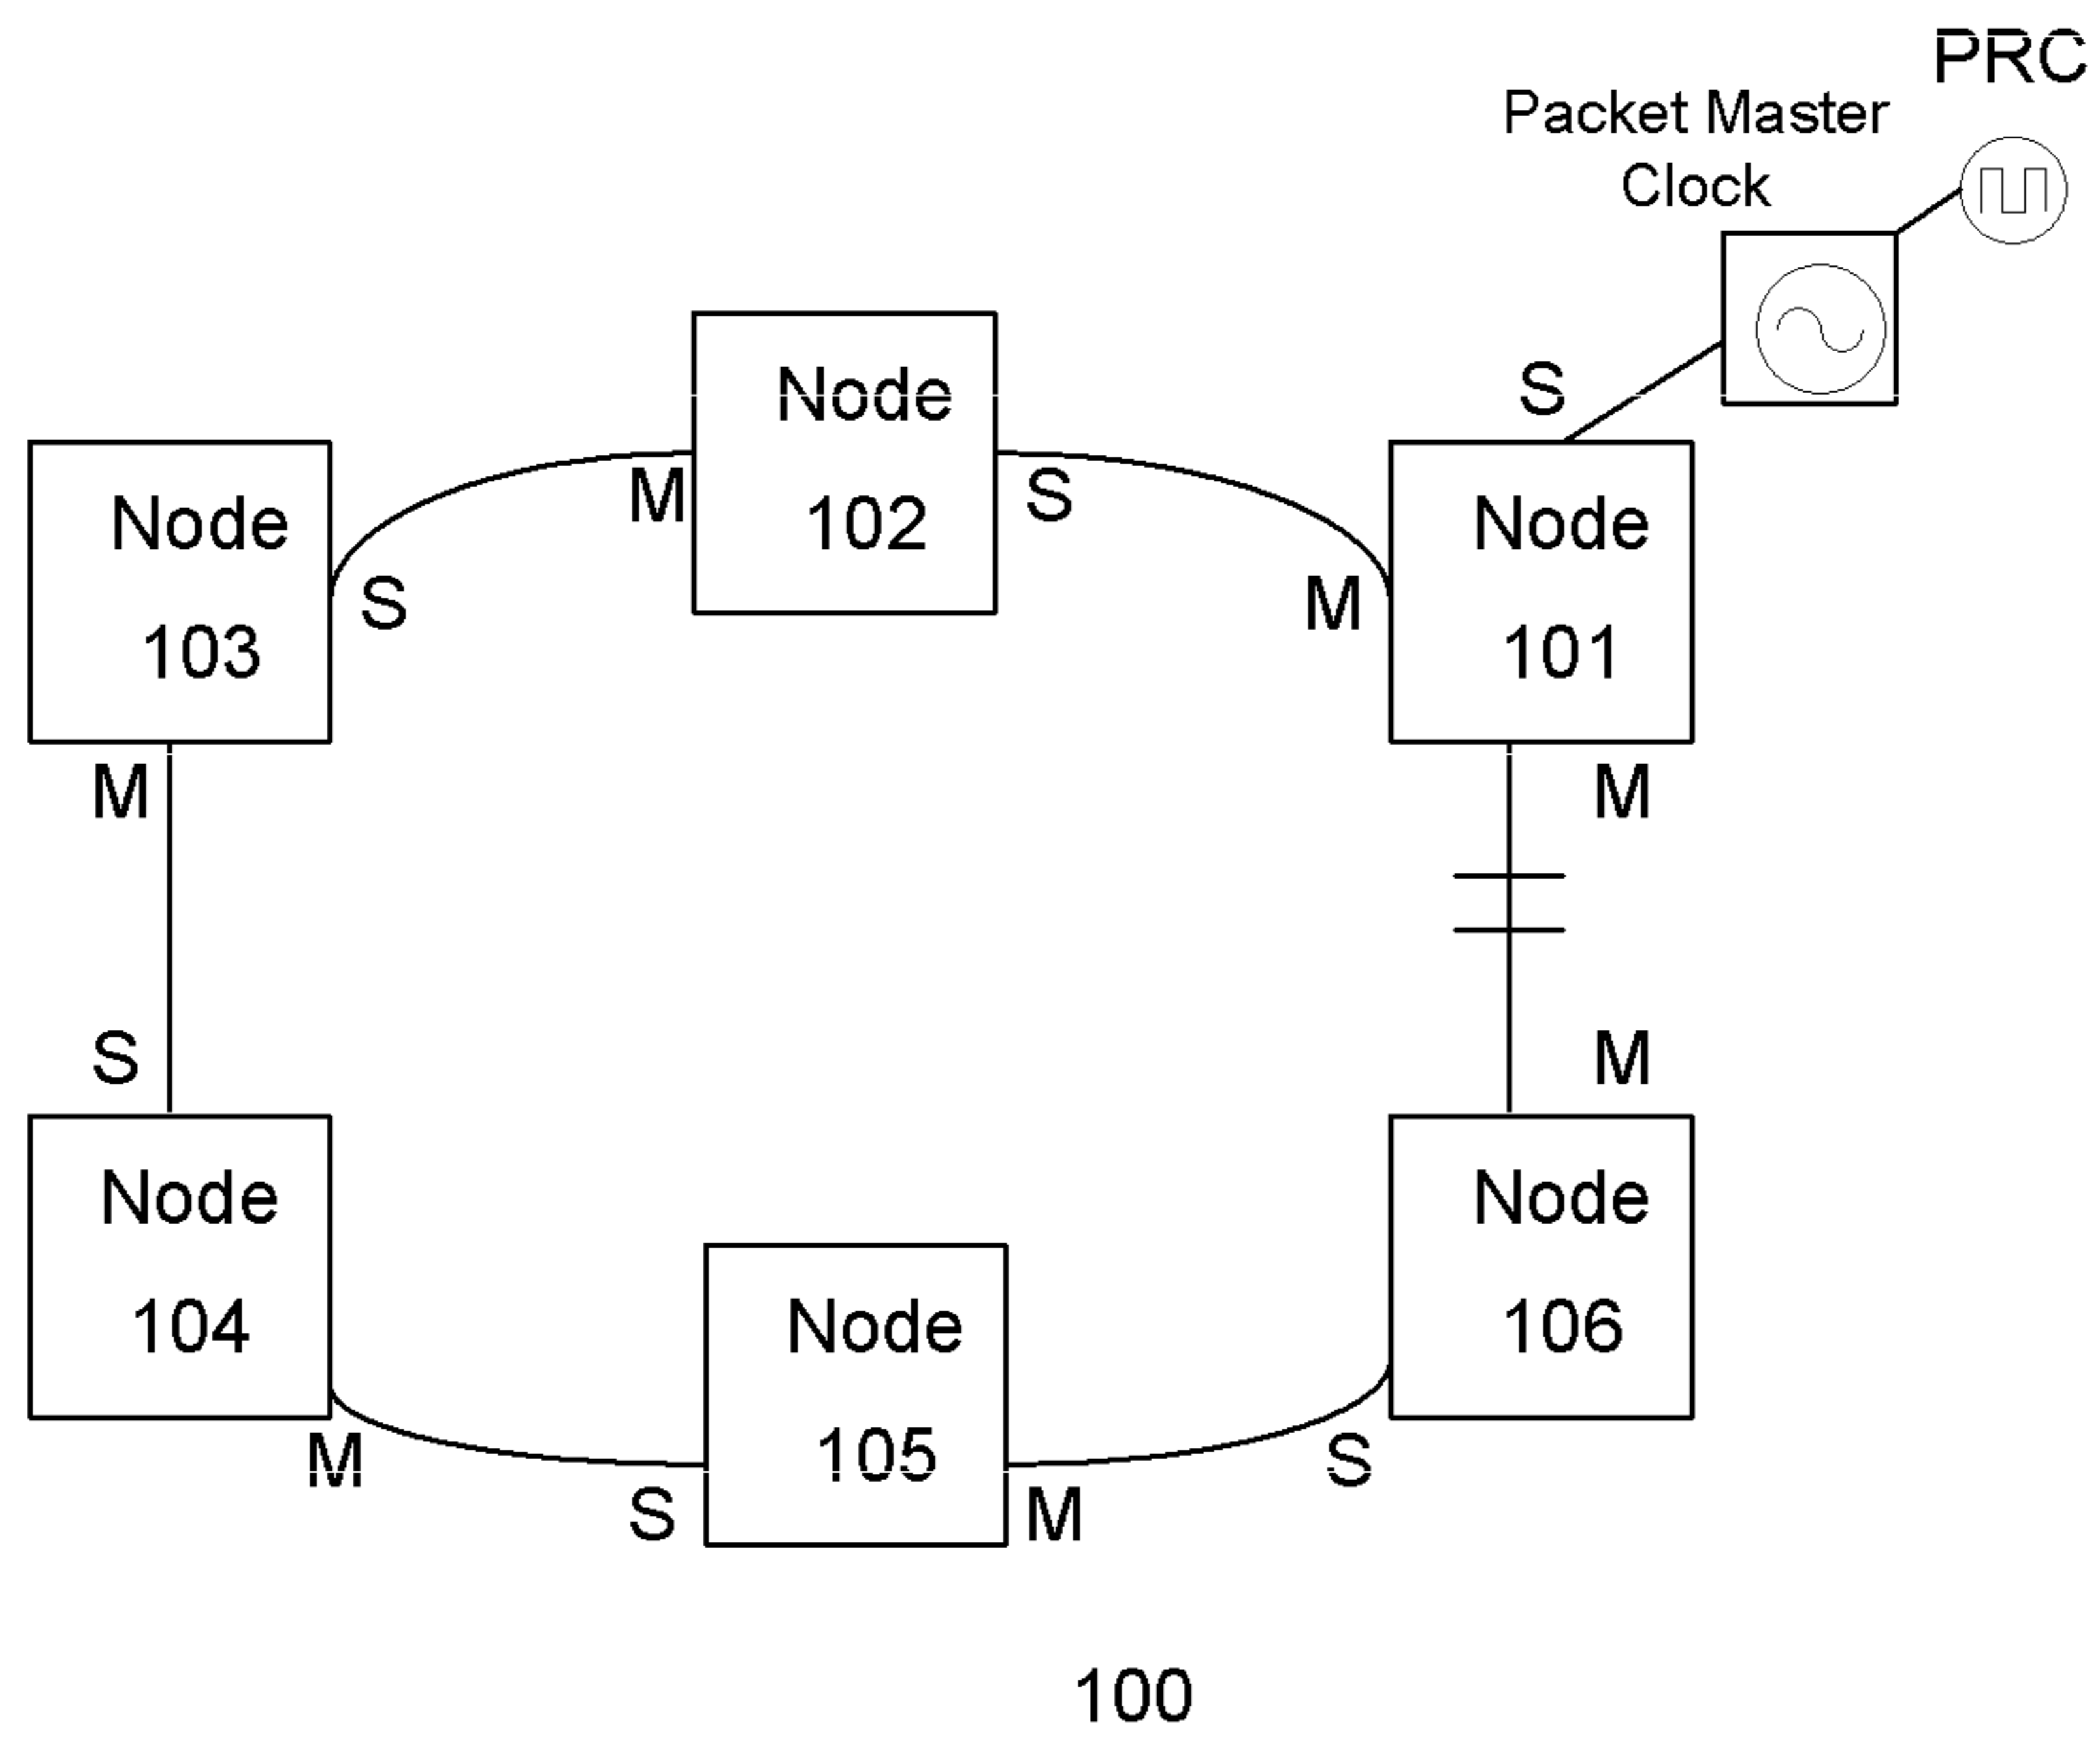 PRC
Packet Master
Clock
S
Node
102
M
S
Node
103
S
M
Node
101
M
M
S
M
Node
104
M
Node
105
S
M
Node
106
S
100